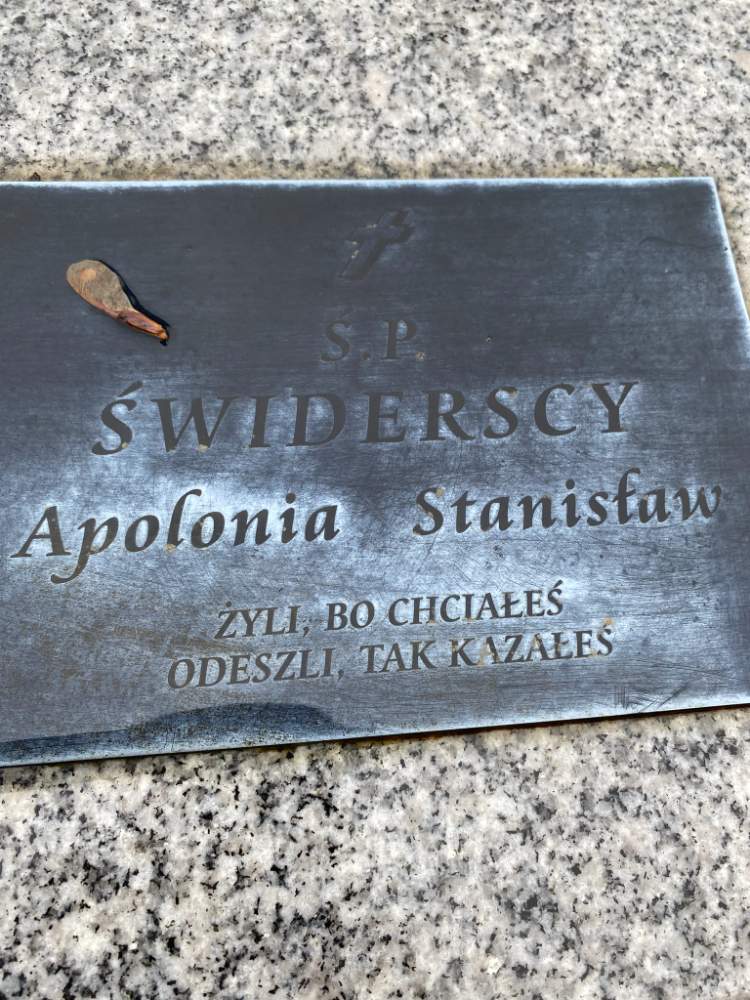 Ś.P.
ŚWIDERSCY
Apolonia Stanisław
ŻYLI, BO CHCIAŁEŚ
ODESZLI, TAK KAZAŁEŚ